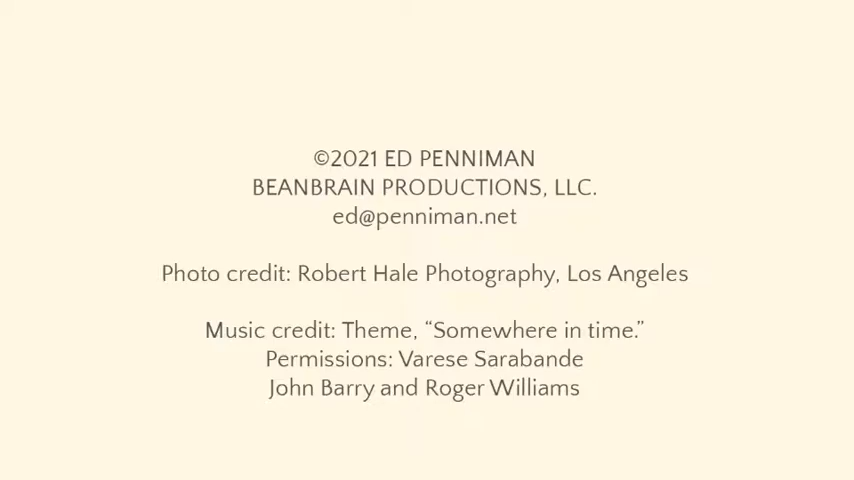 ©2021 ED PENNIMAN
BEANBRAIN PRODUCTIONS, LLC.
ed@penniman.net
Photo credit: Robert Hale Photography, Los Angeles
Music credit: Theme, “Somewhere in time.”
Permissions: Varese Sarabande
John Barry and Roger Williams